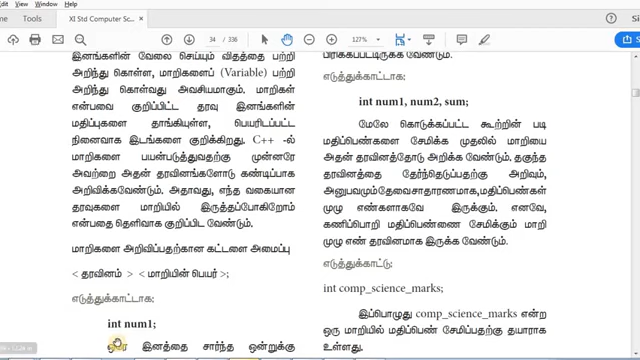 View
Window
Help
Home
Tools
XI Std Computer Sc...
×
34 / 336
127%
இனங்களின் வேலை செய்யும் விதத்தை பற்றி
அறிந்து கொள்ள, மாறிகளைப் (Variable) பற்றி
அறிந்து கொள்வது அவசியமாகும். மாறிகள்
என்பவை குறிப்பிட்ட தரவு இனங்களின்
மதிப்புகளை தாங்கியுள்ள, பெயரிடப்பட்ட
நினைவாக இடங்களை குறிக்கிறது. C++ -ல்
மாறிகளை பயன்படுத்துவதற்கு முன்னரே
அவற்றை அதன் தரவினங்களோடு கண்டிப்பாக
அறிவிக்கவேண்டும். அதாவது, எந்த வகையான
தரவுகளை மாறியில் இருத்தப்போகிறோம்
என்பதை தெளிவாக குறிப்பிட வேண்டும்.
மாறிகளை அறிவிப்பதற்கான கட்டளை அமைப்பு
< தரவினம் > < மாறியின் பெயர் >;
எடுத்துக்காட்டாக:
int num1;
ஒரே இனத்தை சார்ந்த ஒன்றுக்கு
பிரிக்கப்பட்டிருக்க வேண்டும்.
எடுத்துக்காட்டாக:
int num1, num2, sum;
மேலே கொடுக்கப்பட்ட கூற்றின் படி
மதிப்பெண்களை சேமிக்க முதலில் மாறியை
அதன் தரவினத்தோடு அறிக்க வேண்டும். தகுந்த
தரவினத்தை தேர்ந்தெடுப்பதற்கு அறிவும்,
அனுபவமும்தேவை.சாதாரணமாக,மதிப்பெண்கள்
முழு எண்களாகவே இருக்கும். எனவே,
கணிப்பொறி மதிப்பெண்ணை சேமிக்கும் மாறி
முழு எண் தரவினமாக இருக்க வேண்டும்.
எடுத்துக்காட்டு:
int comp_science_marks;
இப்பொழுது comp_science_marks என்ற
ஒரு மாறியில் மதிப்பெண் சேமிப்பதற்கு தயாராக
உள்ளது.